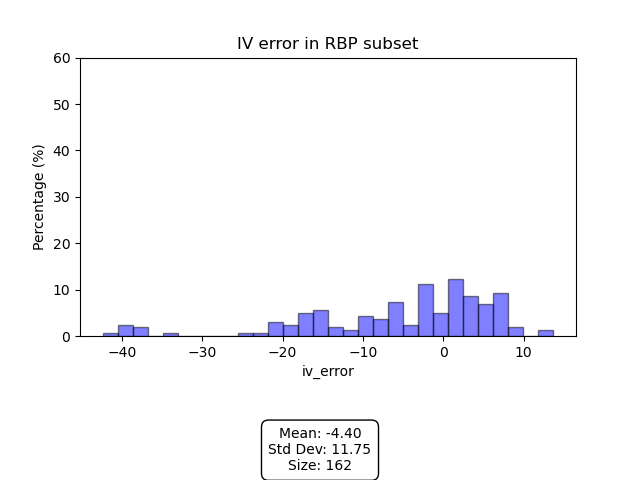 IV error in RBP subset
60
50
40
30
20
10
0
Percentage (%)
−40
−30
−20
−10
0
10
iv_error
Mean: -4.40
Std Dev: 11.75
Size: 162